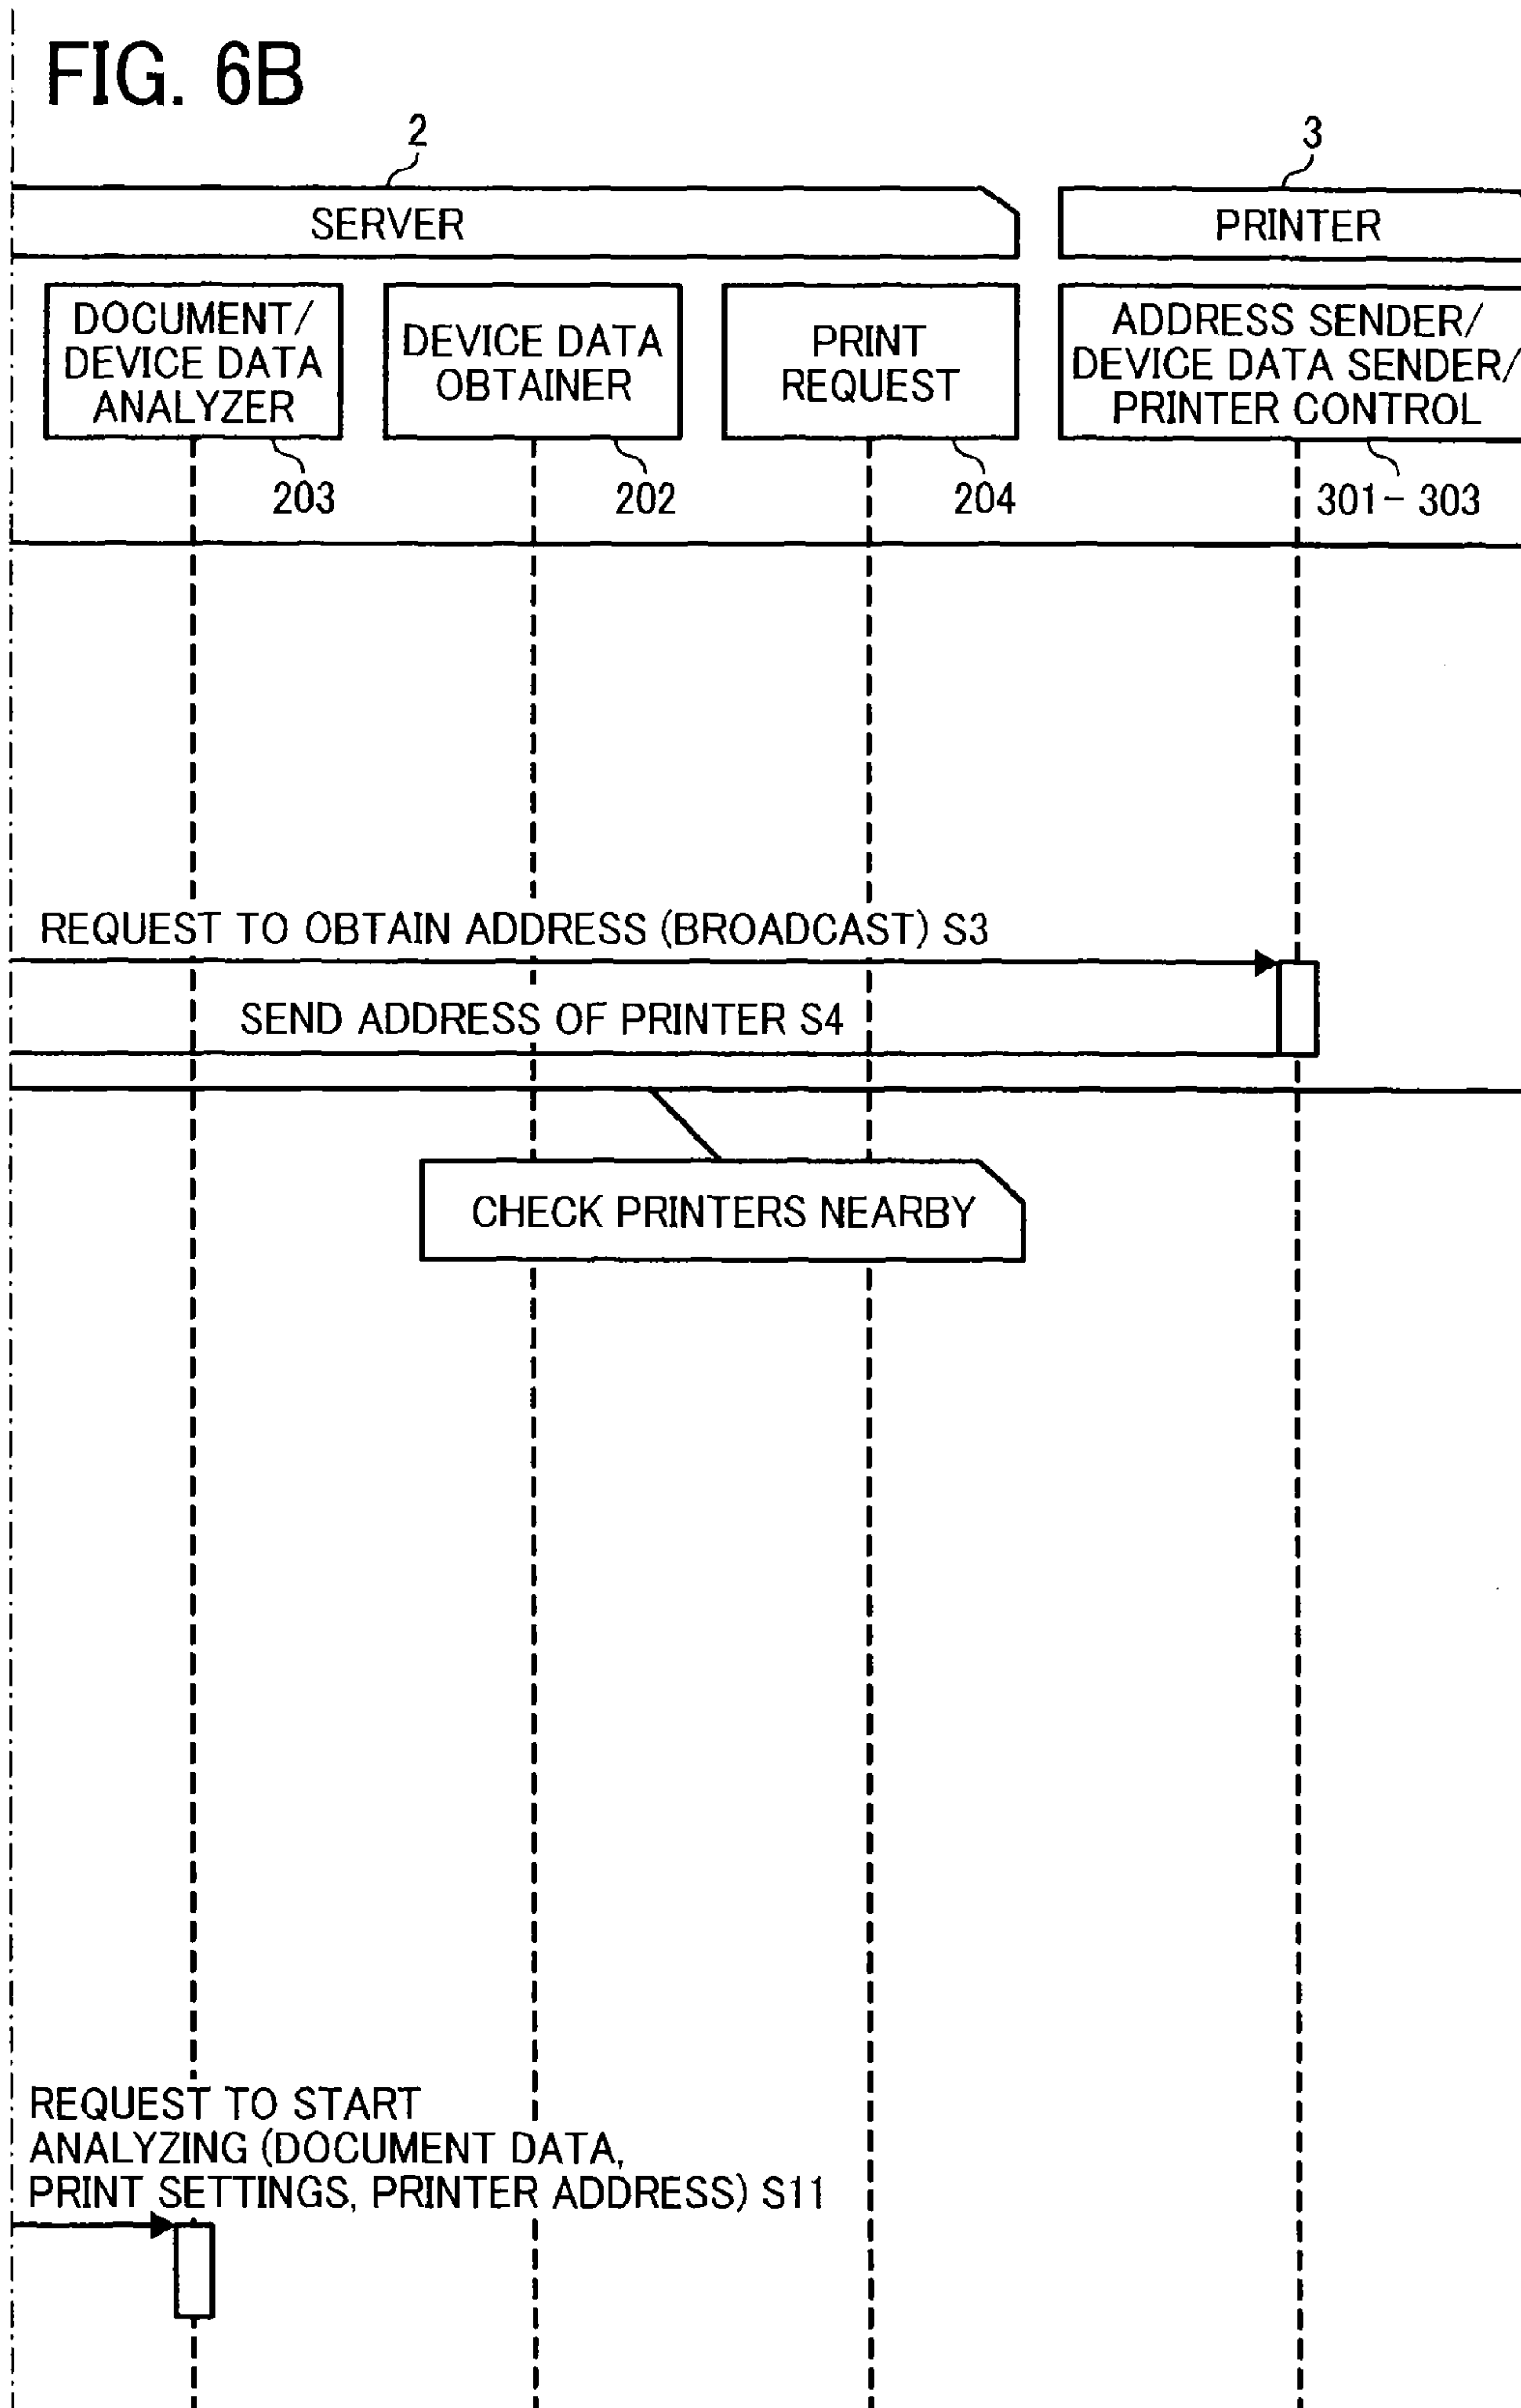 FIG. 6B
2
3
SERVER
PRINTER
DOCUMENT/
DEVICE DATA
ANALYZER
DEVICE DATA
OBTAINER
PRINT
REQUEST
ADDRESS SENDER/
DEVICE DATA SENDER/
PRINTER CONTROL
203
202
204
301- 303
REQUEST TO OBTAIN ADDRESS (BROADCAST) S3
SEND ADDRESS OF PRINTER S4
CHECK PRINTERS NEARBY
REQUEST TO START
ANALYZING (DOCUMENT DATA,
PRINT SETTINGS, PRINTER ADDRESS) S11